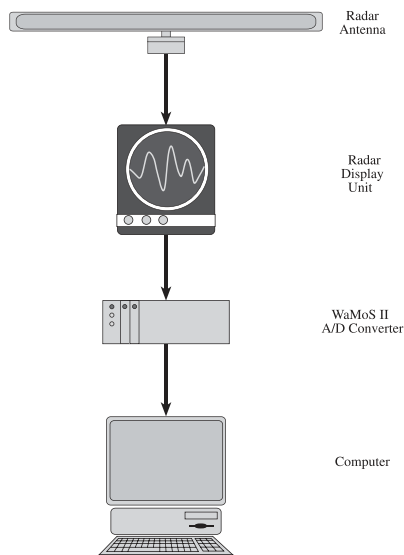 Radar
Antenna
Radar
Display
Unit
WaMoS II
A/D Converter
Computer